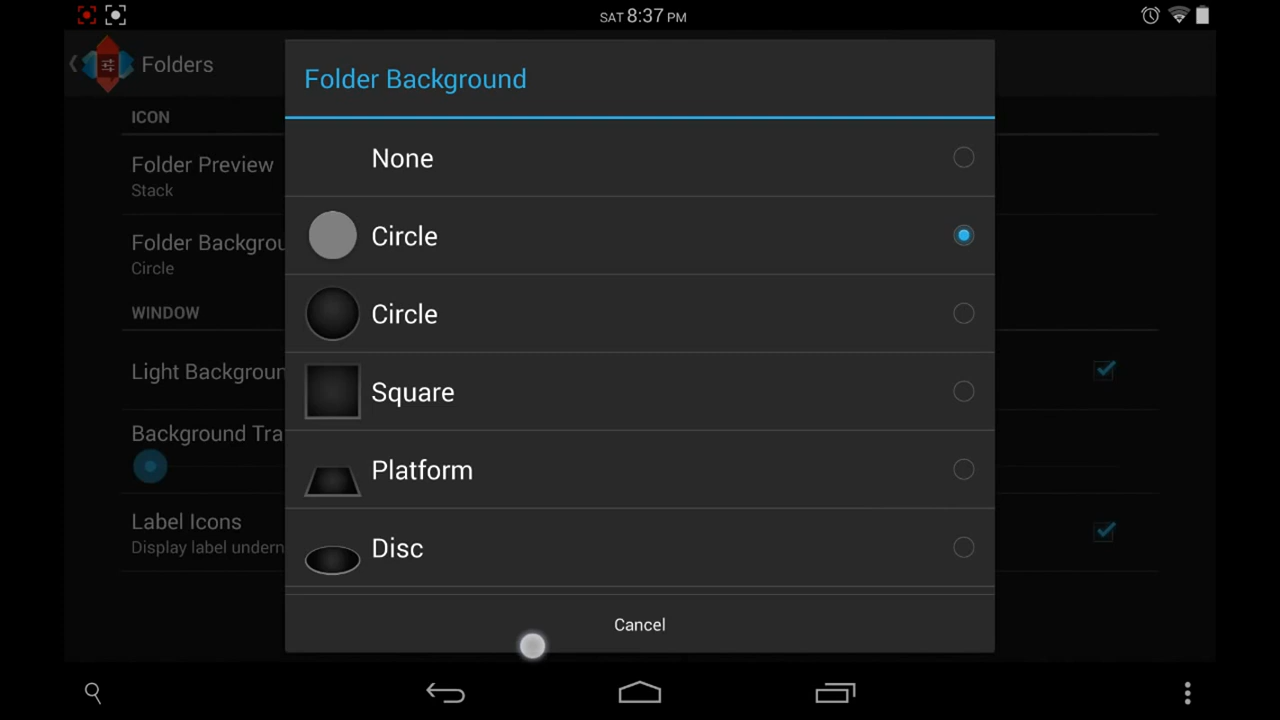 SAT 8:37 PM
Folders
Folder Background
ICON
None
Folder Preview
Stack
Circle
Folder Backgrou
Circle
Circle
WINDOW
Light Backgroun
Square
Background Tra
Platform
Label Icons
Display label undern
Disc
Cancel